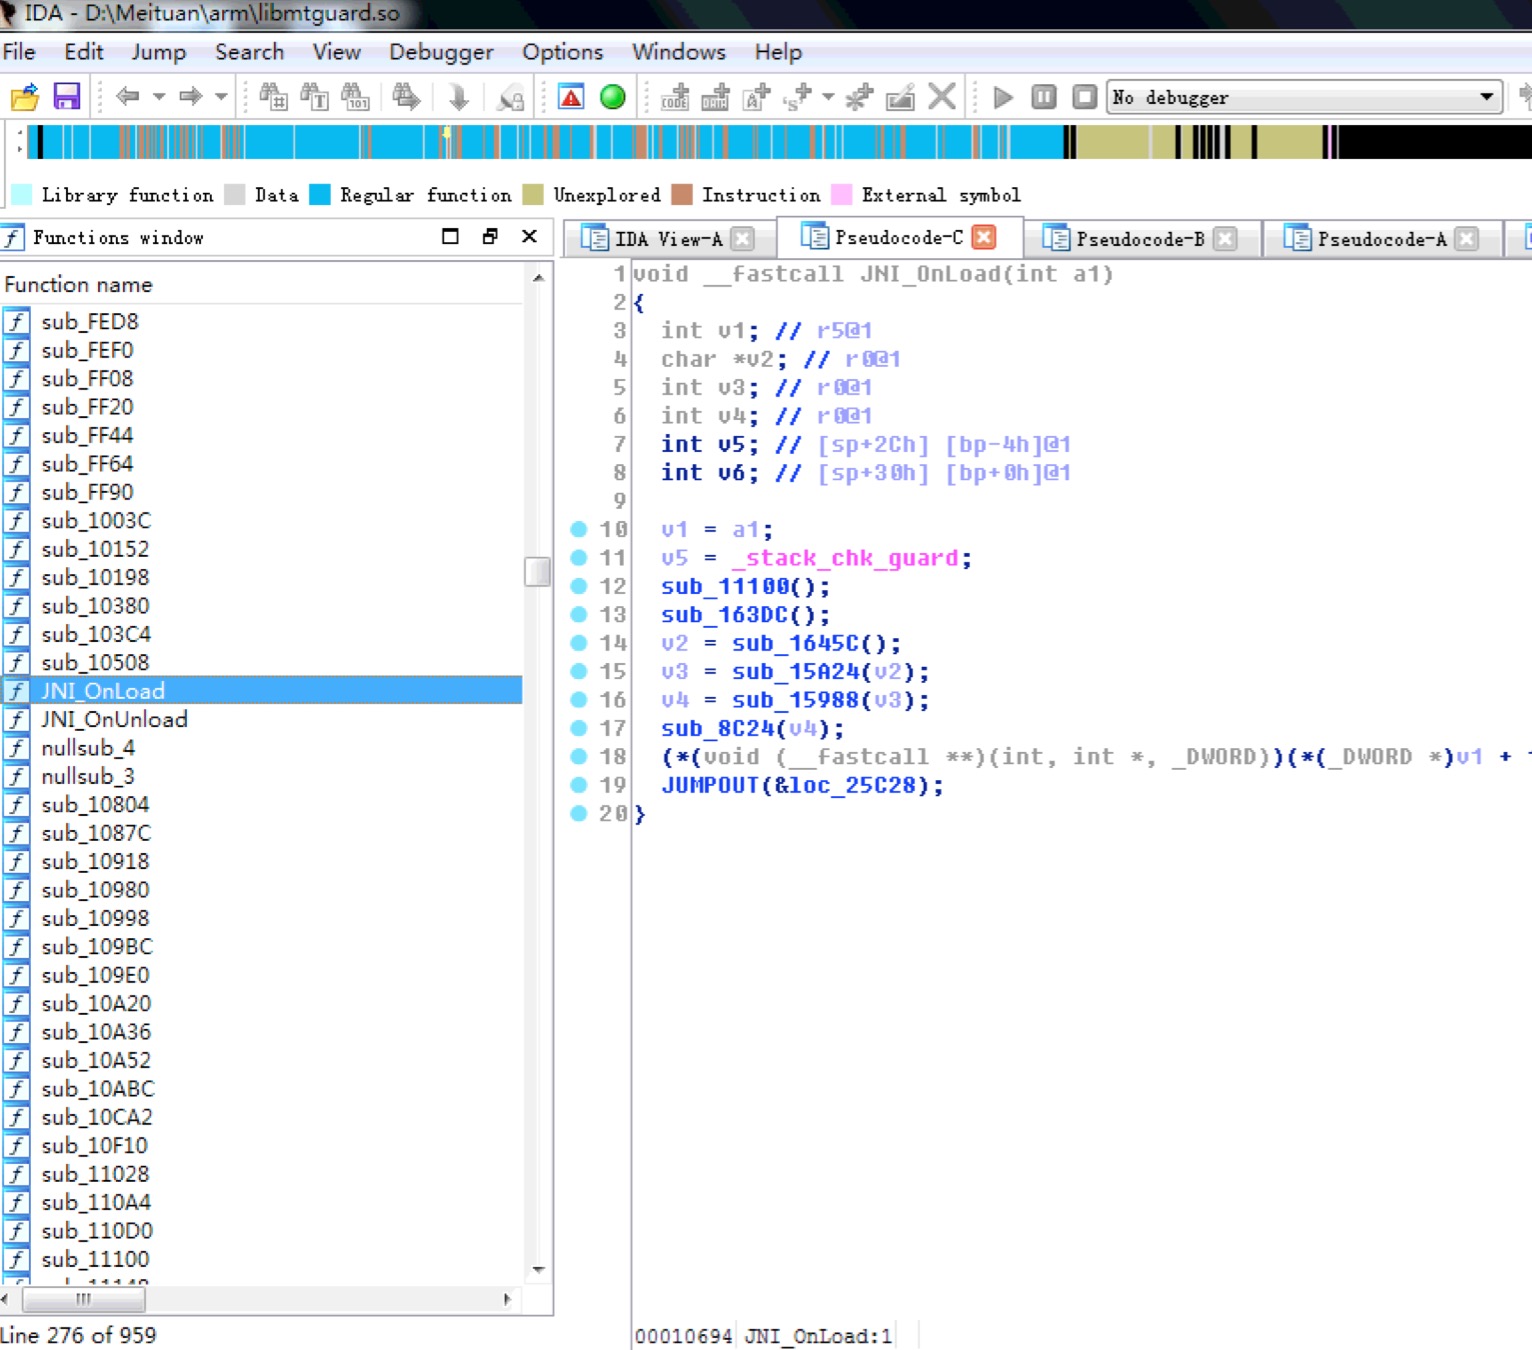 IDA - D:\Meituan\arm\libmtguard.so
File Edit Jump Search View Debugger Options Windows Help
No debugger
Library function Data Regular function Unexplored Instruction External symbol
Functions window
IDA View-A Pseudocode-C Pseudocode-B Pseudocode-A
Function name
sub_FED8
sub_FEF0
sub_FF08
sub_FF20
sub_FF44
sub_FF64
sub_FF90
sub_1003C
sub_10152
sub_10198
sub_10380
sub_103C4
sub_10508
JNI_OnLoad
JNI_OnUnload
nullsub_4
nullsub_3
sub_10804
sub_1087C
sub_10918
sub_10980
sub_10998
sub_109BC
sub_109E0
sub_10A20
sub_10A36
sub_10A52
sub_10ABC
sub_10CA2
sub_10F10
sub_11028
sub_110A4
sub_110D0
sub_11100
Line 276 of 959
1 void __fastcall JNI_OnLoad(int a1)
2 {
3 int v1; // r5@1
4 char *v2; // r0@1
5 int v3; // r0@1
6 int v4; // r0@1
7 int v5; // [sp+2Ch] [bp-4h]@1
8 int v6; // [sp+30h] [bp+0h]@1
9
10 v1 = a1;
11 v5 = _stack_chk_guard;
12 sub_11100();
13 sub_163DC();
14 v2 = sub_1645C();
15 v3 = sub_15A24(v2);
16 v4 = sub_15988(v3);
17 sub_8C24(v4);
18 (*(void (__fastcall **)(int, int *, _DWORD))(*(_DWORD *)v1 +
19 JUMPOUT(&loc_25C28);
20 }
00010694 JNI_OnLoad:1